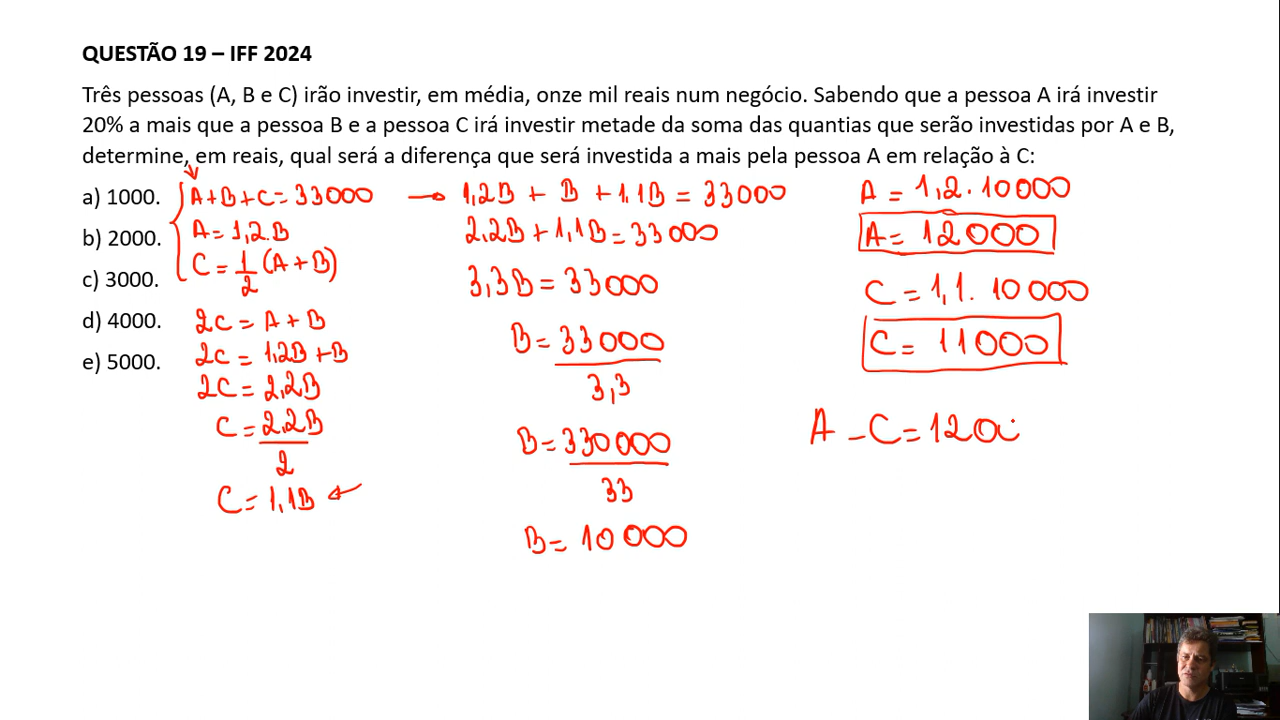 QUESTÃO 19 – IFF 2024
Três pessoas (A, B e C) irão investir, em média, onze mil reais num negócio. Sabendo que a pessoa A irá investir
20% a mais que a pessoa B e a pessoa C irá investir metade da soma das quantias que serão investidas por A e B,
determine, em reais, qual será a diferença que será investida a mais pela pessoa A em relação à C:
a) 1000.
b) 2000.
c) 3000.
d) 4000.
e) 5000.
A+B+C=33000
A=1,2.B
C=1/2(A+B)
2C=A+B
2C=1,2B+B
2C=2,2B
C=2,2B/2
C=1,1B
1,2B + B + 1,1B = 33000
2,2B+1,1B=33000
3,3B=33000
B=33000/3,3
B=330000/33
B=10000
A=1,2.10000
A=12000
C=1,1.10000
C=11000
A-C=120